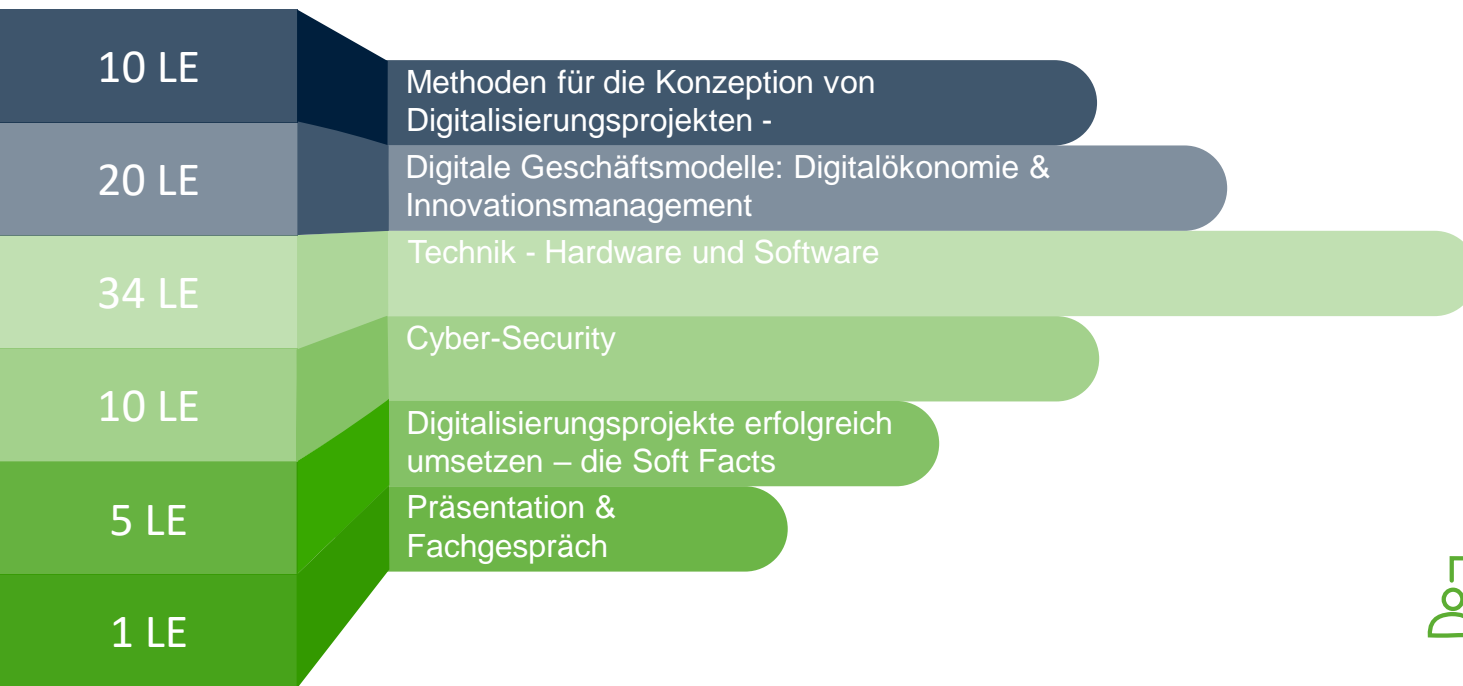 10 LE
Methoden für die Konzeption von
Digitalisierungsprojekten -
20 LE
Digitale Geschäftsmodelle: Digitalökonomie &
Innovationsmanagement
34 LE
Technik - Hardware und Software
10 LE
Cyber-Security
5 LE
Digitalisierungsprojekte erfolgreich
umsetzen – die Soft Facts
1 LE
Präsentation &
Fachgespräch